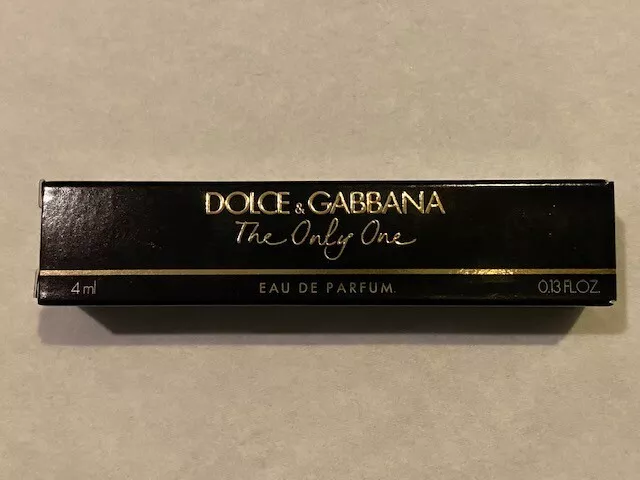 DOLCE & GABBANA
The Only One
4 ml EAU DE PARFUM. 0.13 FL.OZ.